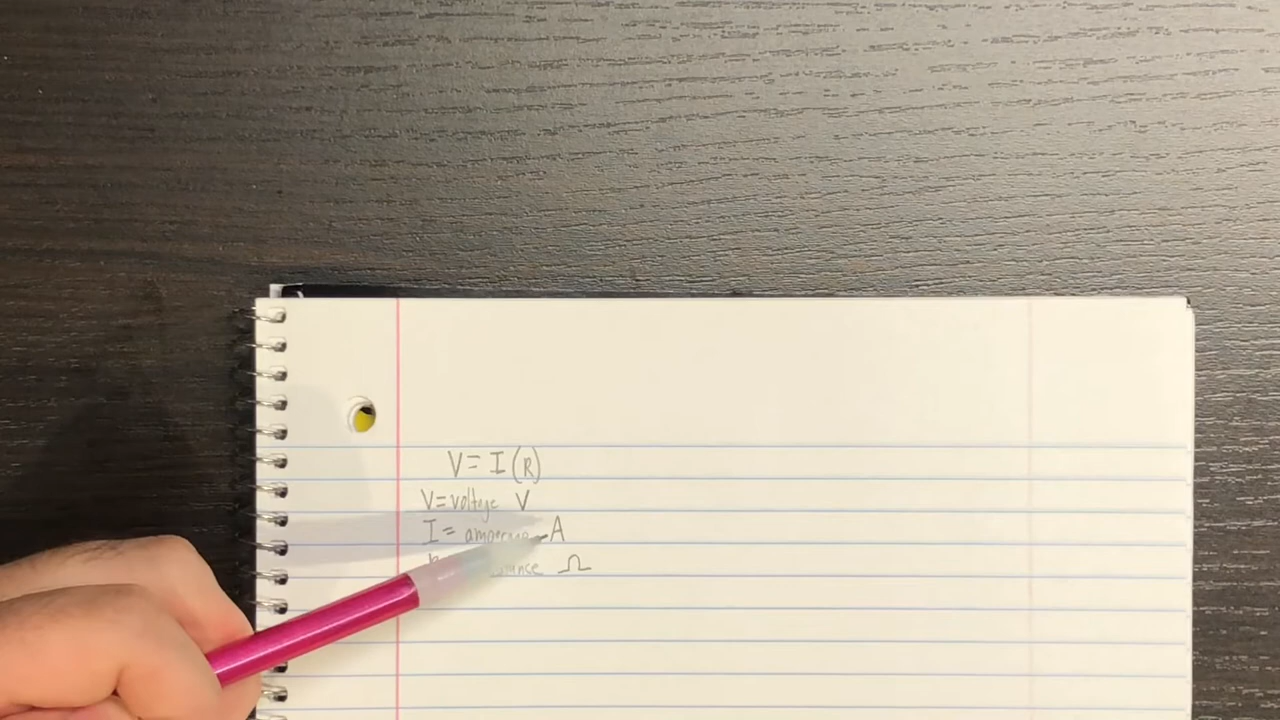 V = I (R)
V = voltage V
I = A
Ω